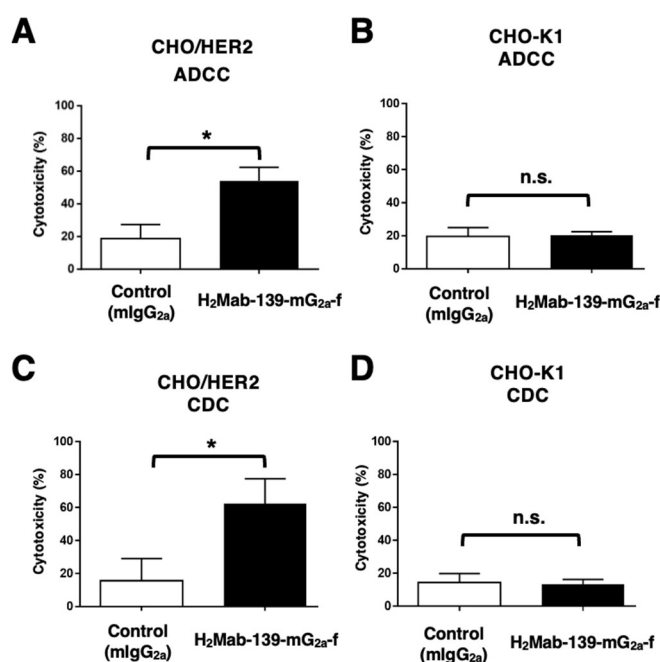 A
CHO/HER2
ADCC
Cytotoxicity (%)
100
80
60
40
20
0
*
Control
(mIgG2a)
H2Mab-139-mG2a-f
B
CHO-K1
ADCC
Cytotoxicity (%)
100
80
60
40
20
0
n.s.
Control
(mIgG2a)
H2Mab-139-mG2a-f
C
CHO/HER2
CDC
Cytotoxicity (%)
100
80
60
40
20
0
*
Control
(mIgG2a)
H2Mab-139-mG2a-f
D
CHO-K1
CDC
Cytotoxicity (%)
100
80
60
40
20
0
n.s.
Control
(mIgG2a)
H2Mab-139-mG2a-f